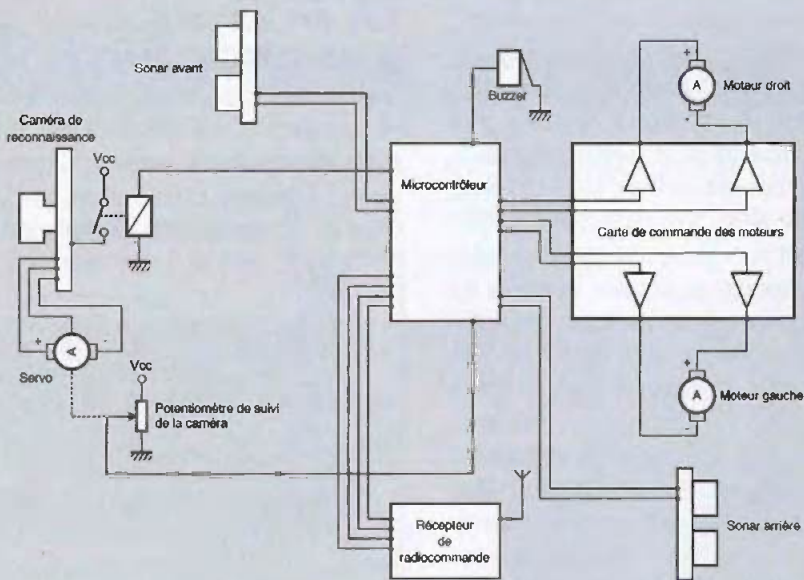 Sonar avant
Caméra de
reconnaissance
Vcc
Buzzer
+
A
-
Moteur droit
Microcontrôleur
Carte de commande des moteurs
+
A
-
Servo
Vcc
Potentiomètre de suivi
de la caméra
+
A
-
Moteur gauche
Récepteur
de
radiocommande
Sonar arrière